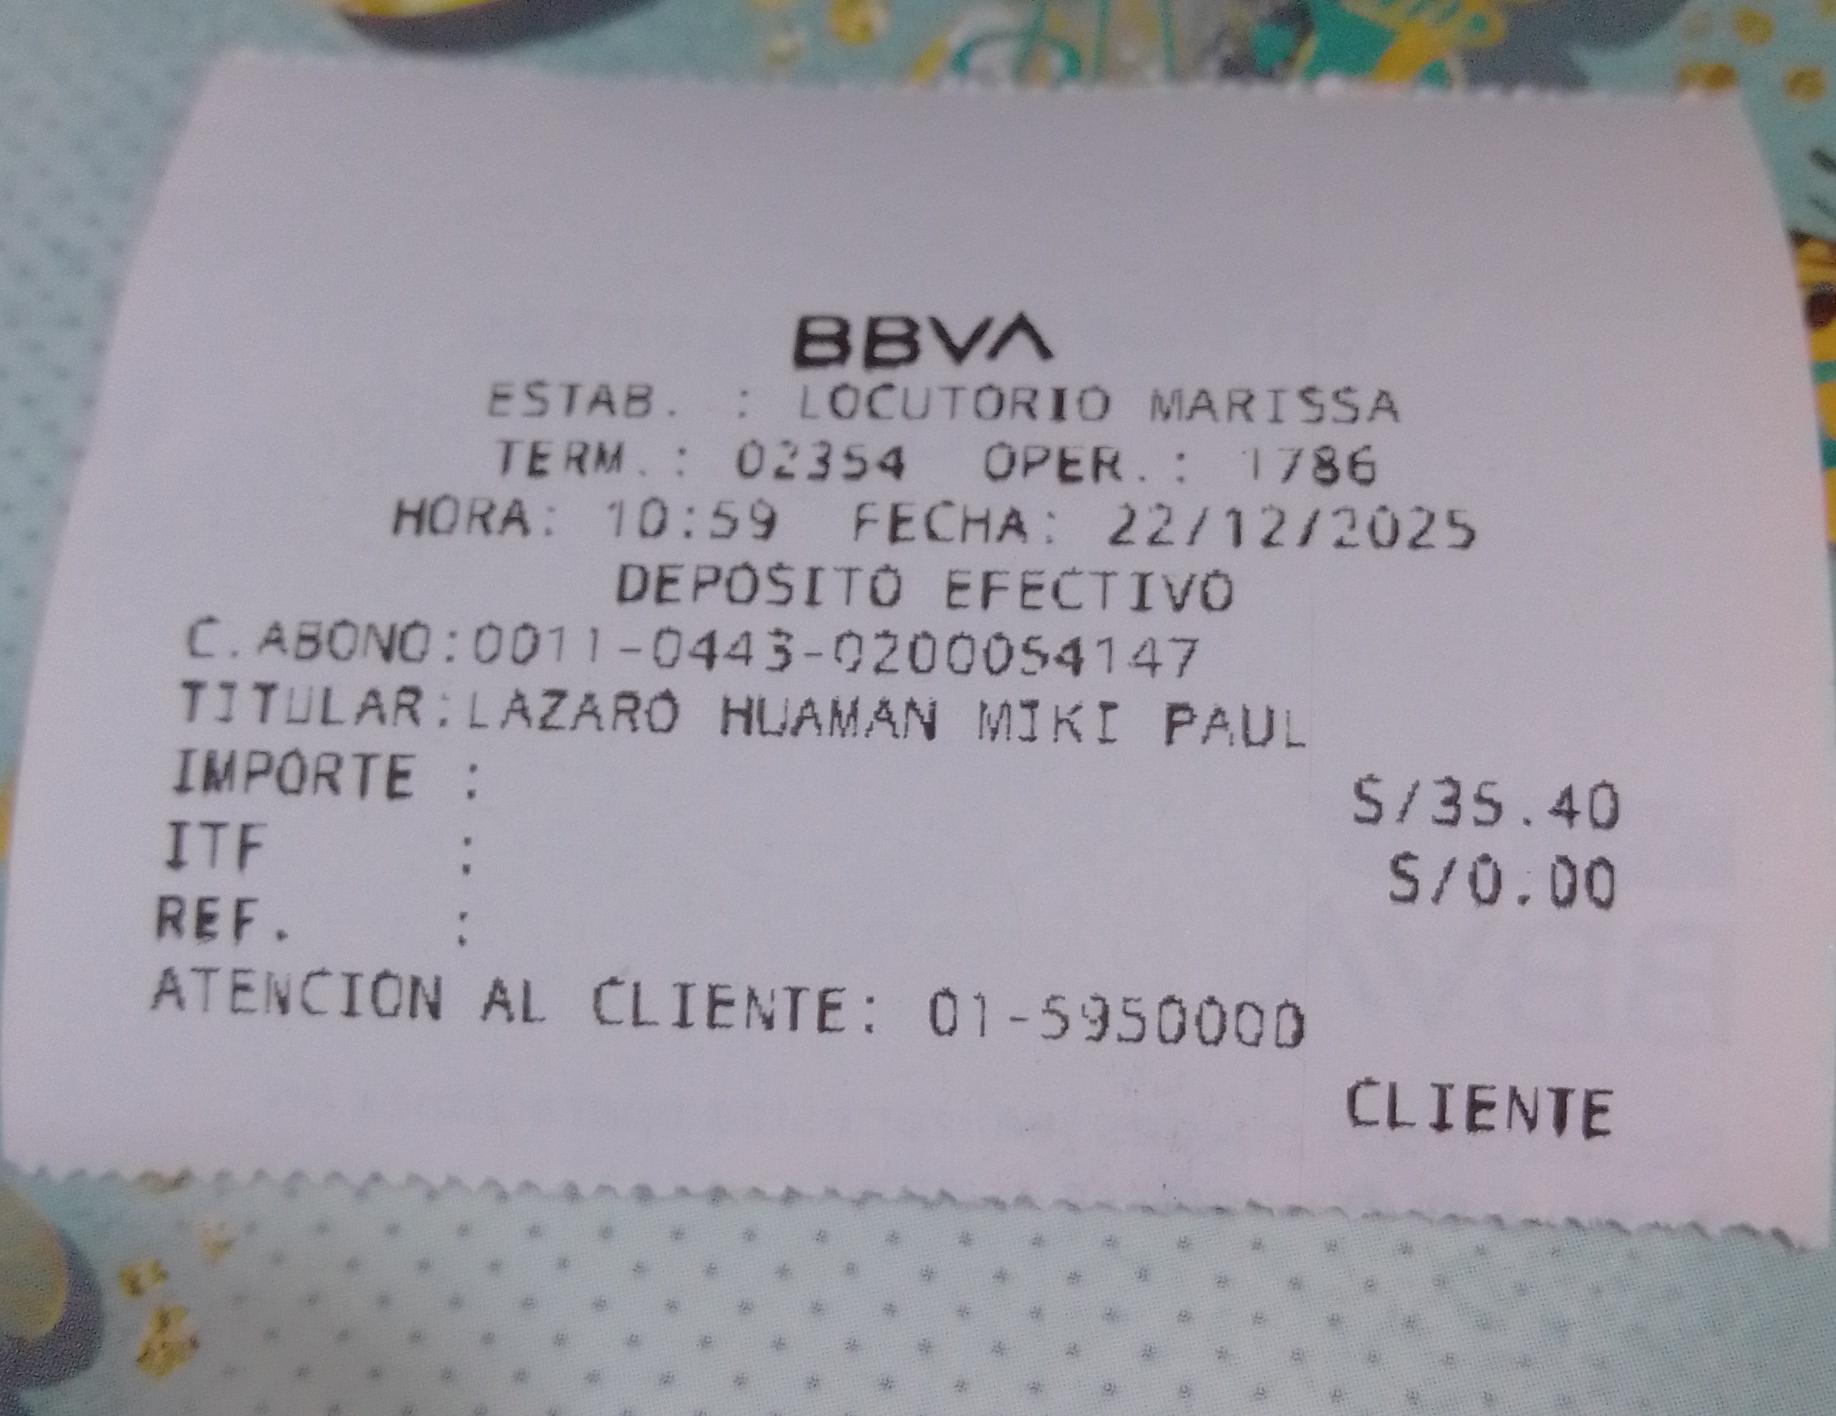 BBVA
ESTAB. : LOCUTORIO MARISSA
TERM.: 02354 OPER.: 1786
HORA: 10:59 FECHA: 22/12/2025
DEPOSITO EFECTIVO
C.ABONO:0011-0443-0200054147
TITULAR:LAZARO HUAMAN MIKI PAUL
IMPORTE : S/35.40
ITF : S/0.00
REF. :
ATENCION AL CLIENTE: 01-5950000
CLIENTE